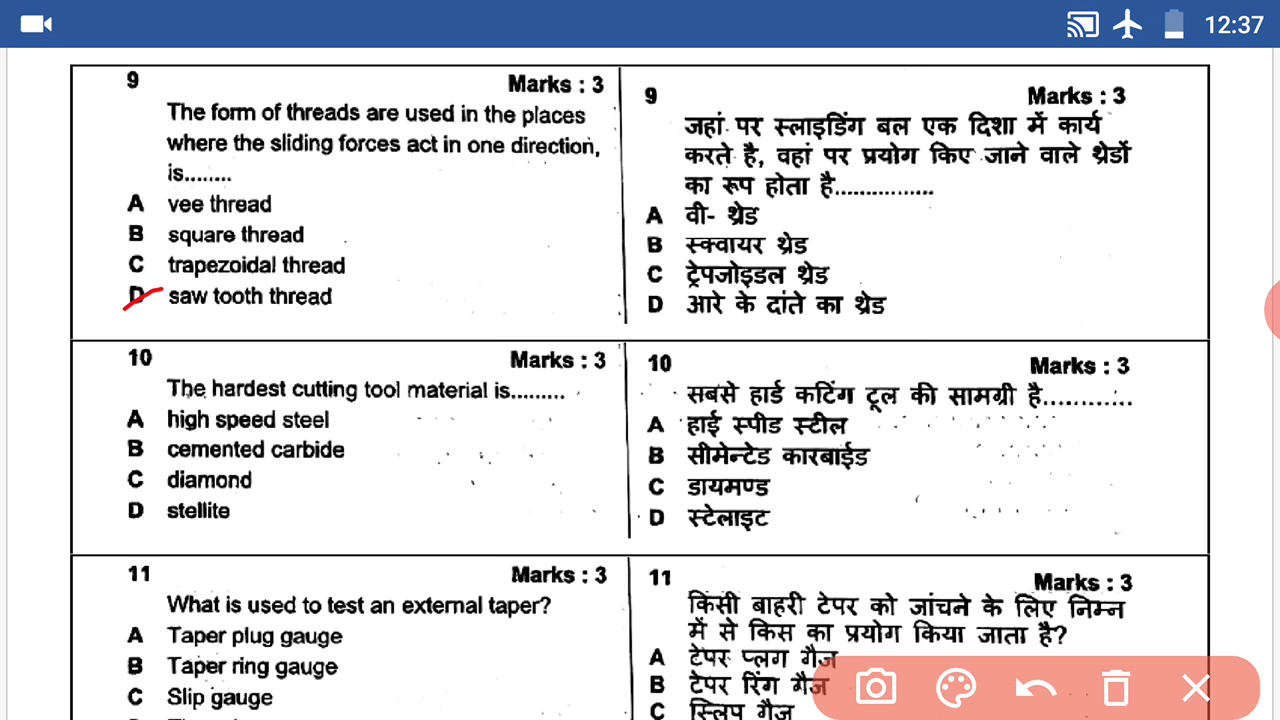 12:37
9
Marks : 3
The form of threads are used in the places
where the sliding forces act in one direction,
is........
A vee thread
B square thread
C trapezoidal thread
D saw tooth thread
9
Marks : 3
जहां पर स्लाइडिंग बल एक दिशा में कार्य
करते है, वहां पर प्रयोग किए जाने वाले थ्रेडों
का रूप होता है................
A वी- थ्रेड
B स्क्वायर थ्रेड
C ट्रेपजोइडल थ्रेड
D आरे के दांते का थ्रेड
10
Marks : 3
The hardest cutting tool material is.........
A high speed steel
B cemented carbide
C diamond
D stellite
10
Marks : 3
सबसे हार्ड कटिंग टूल की सामग्री है............
A हाई स्पीड स्टील
B सीमेन्टेड कारबाईड
C डायमण्ड
D स्टेलाइट
11
Marks : 3
What is used to test an external taper?
A Taper plug gauge
B Taper ring gauge
C Slip gauge
11
Marks : 3
किसी बाहरी टेपर को जांचने के लिए निम्न
में से किस का प्रयोग किया जाता है?
A टेपर प्लग गैज
B टेपर रिंग गैज
C स्लिप गैज